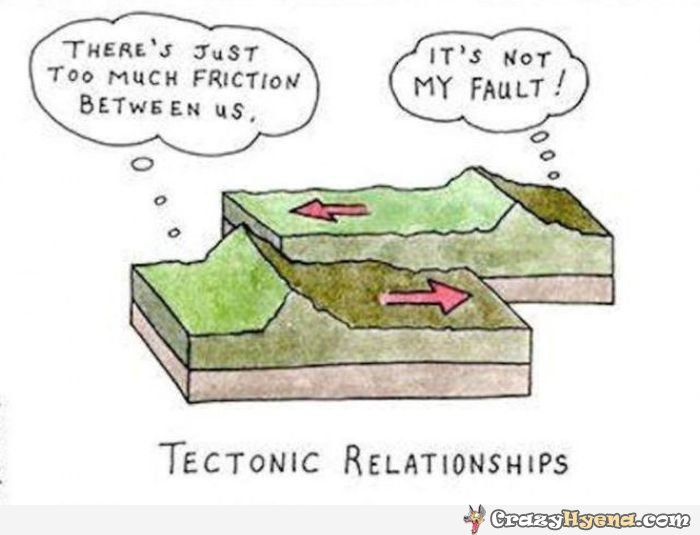 THERE'S JUST
TOO MUCH FRICTION
BETWEEN US.
IT'S NOT
MY FAULT!
TECTONIC RELATIONSHIPS
CrazyHyena.com